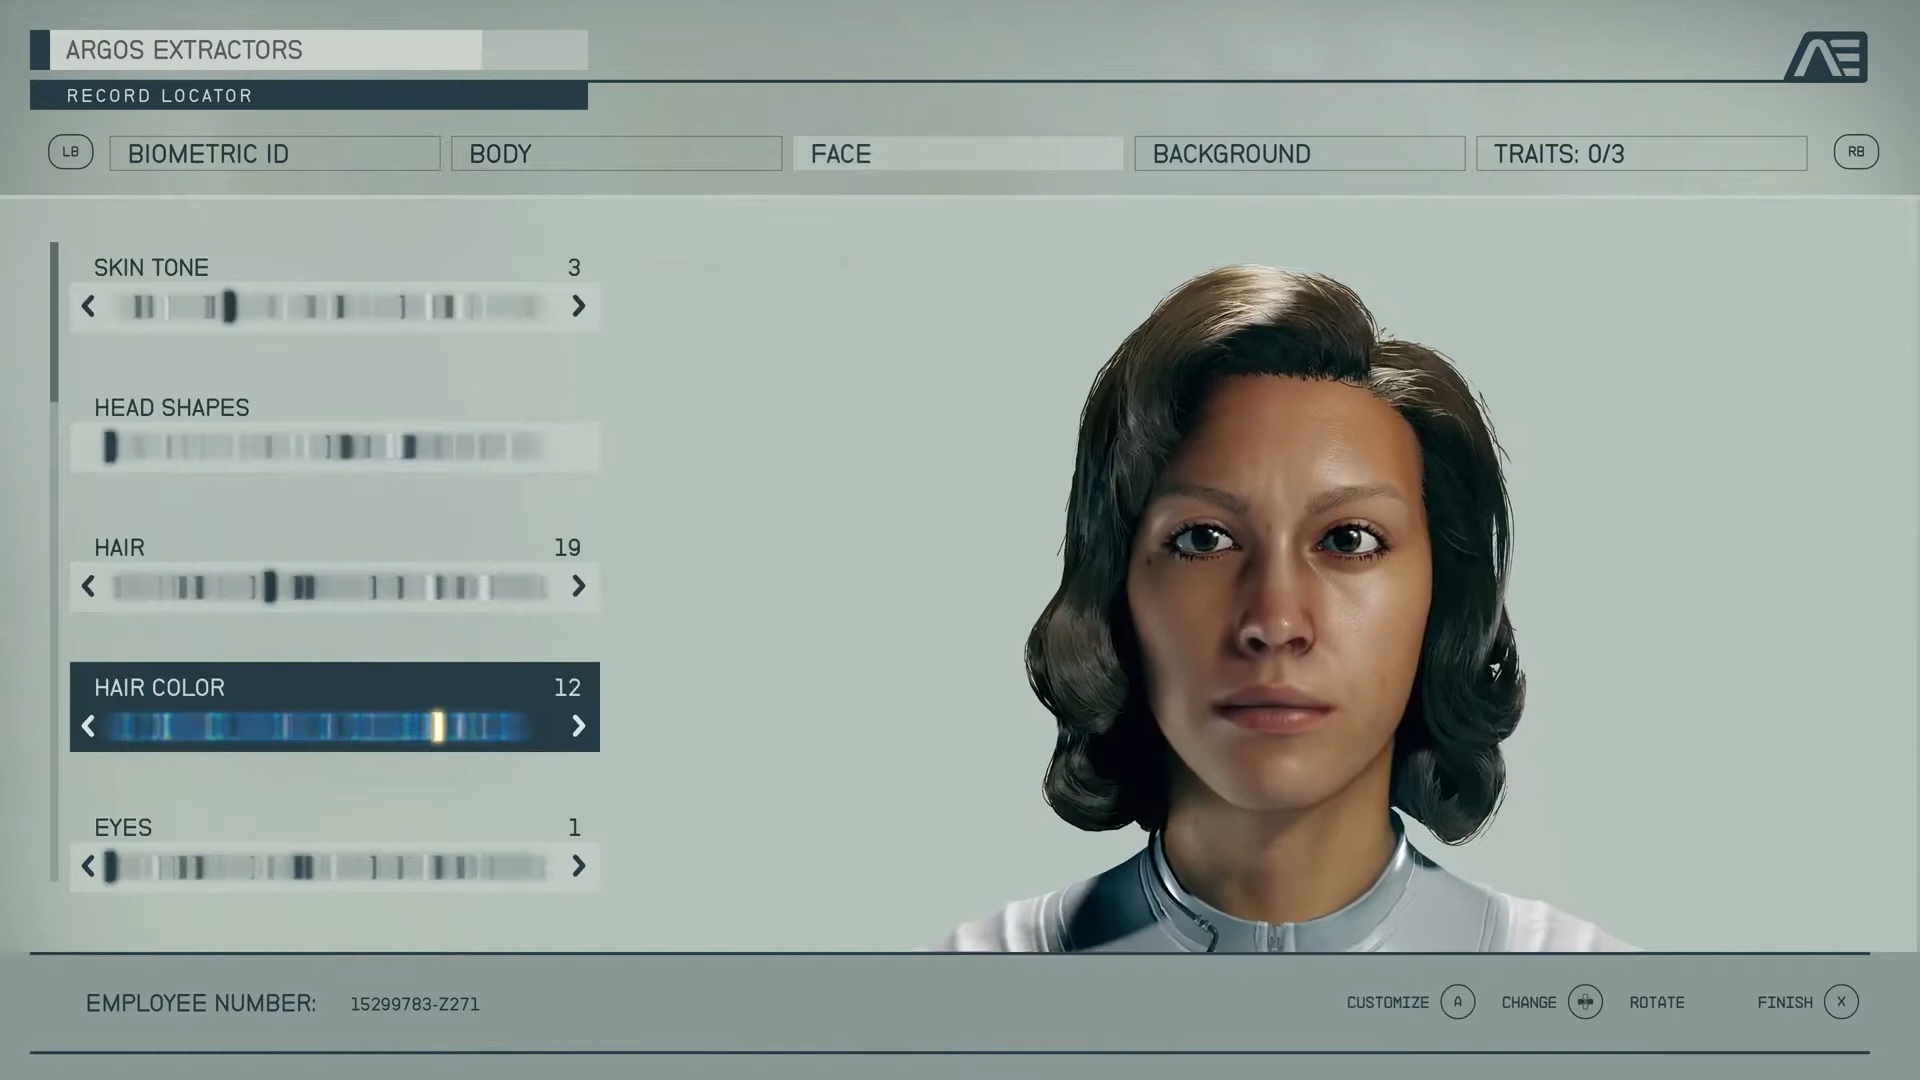 ARGOS EXTRACTORS
RECORD LOCATOR
LB BIOMETRIC ID BODY FACE BACKGROUND TRAITS: 0/3 RB
SKIN TONE 3
HEAD SHAPES
HAIR 19
HAIR COLOR 12
EYES 1
EMPLOYEE NUMBER: 15299783-Z271 CUSTOMIZE A CHANGE ROTATE FINISH X